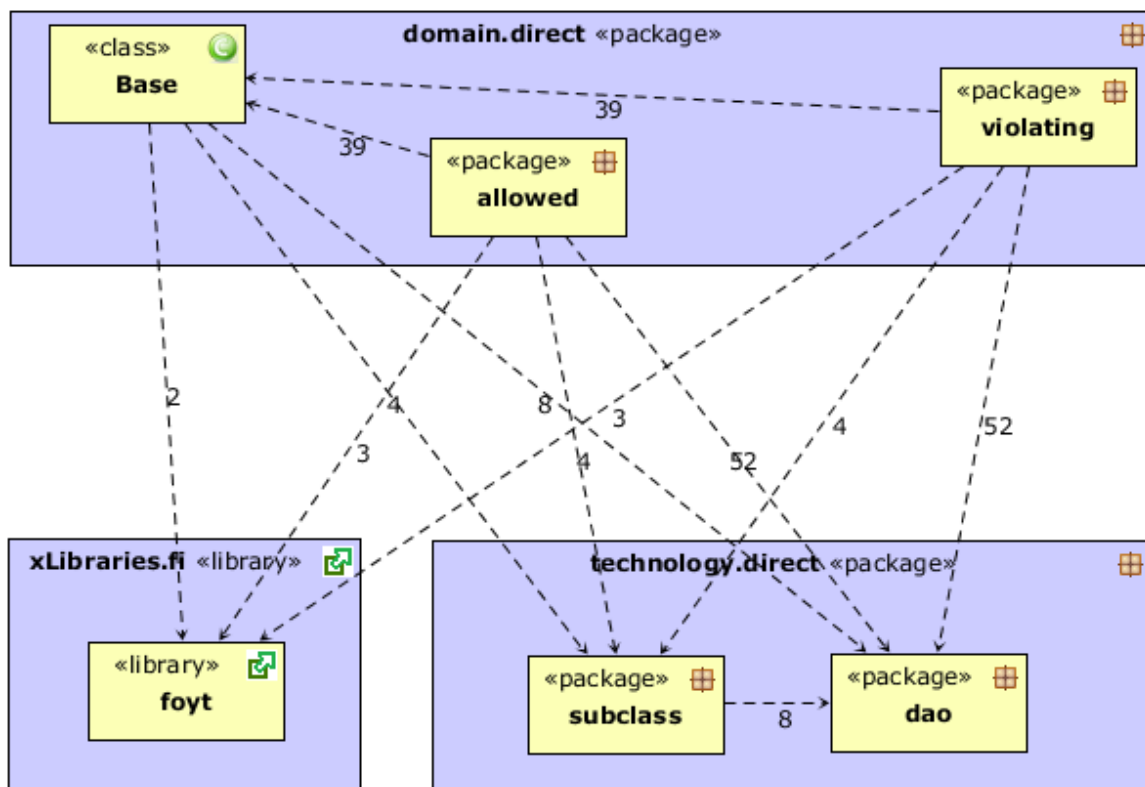 domain.direct «package»
«class»
Base
«package»
violating
39
39
«package»
allowed
2
4
8
3
4
52
3
4
52
xLibraries.fi «library»
technology.direct «package»
«library»
foyt
«package»
subclass
8
«package»
dao